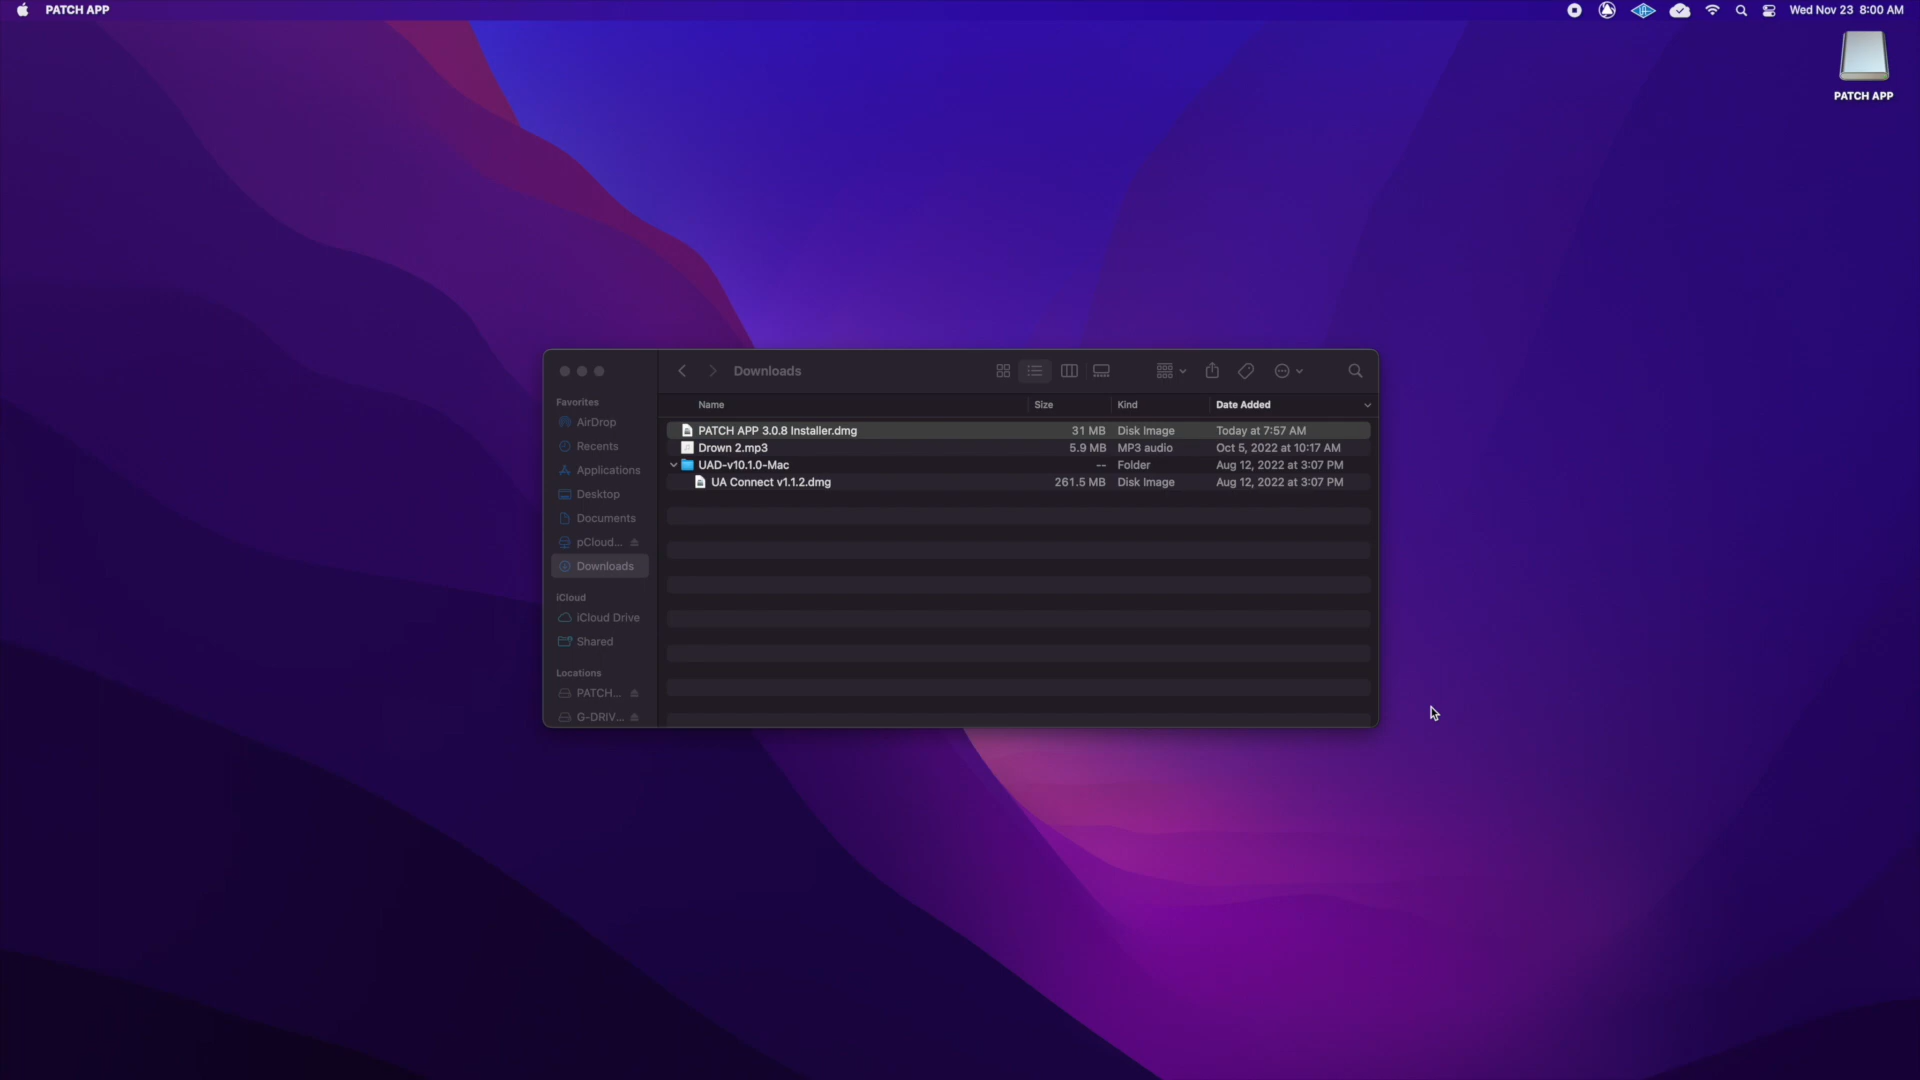 PATCH APP
Wed Nov 23 8:00 AM
PATCH APP
Downloads
Favorites
AirDrop
Recents
Applications
Desktop
Documents
pCloud...
Downloads
iCloud
iCloud Drive
Shared
Locations
PATCH...
G-DRIV...
Name Size Kind Date Added
PATCH APP 3.0.8 Installer.dmg 31 MB Disk Image Today at 7:57 AM
Drown 2.mp3 5.9 MB MP3 audio Oct 5, 2022 at 10:17 AM
UAD-v10.1.0-Mac -- Folder Aug 12, 2022 at 3:07 PM
UA Connect v1.1.2.dmg 261.5 MB Disk Image Aug 12, 2022 at 3:07 PM